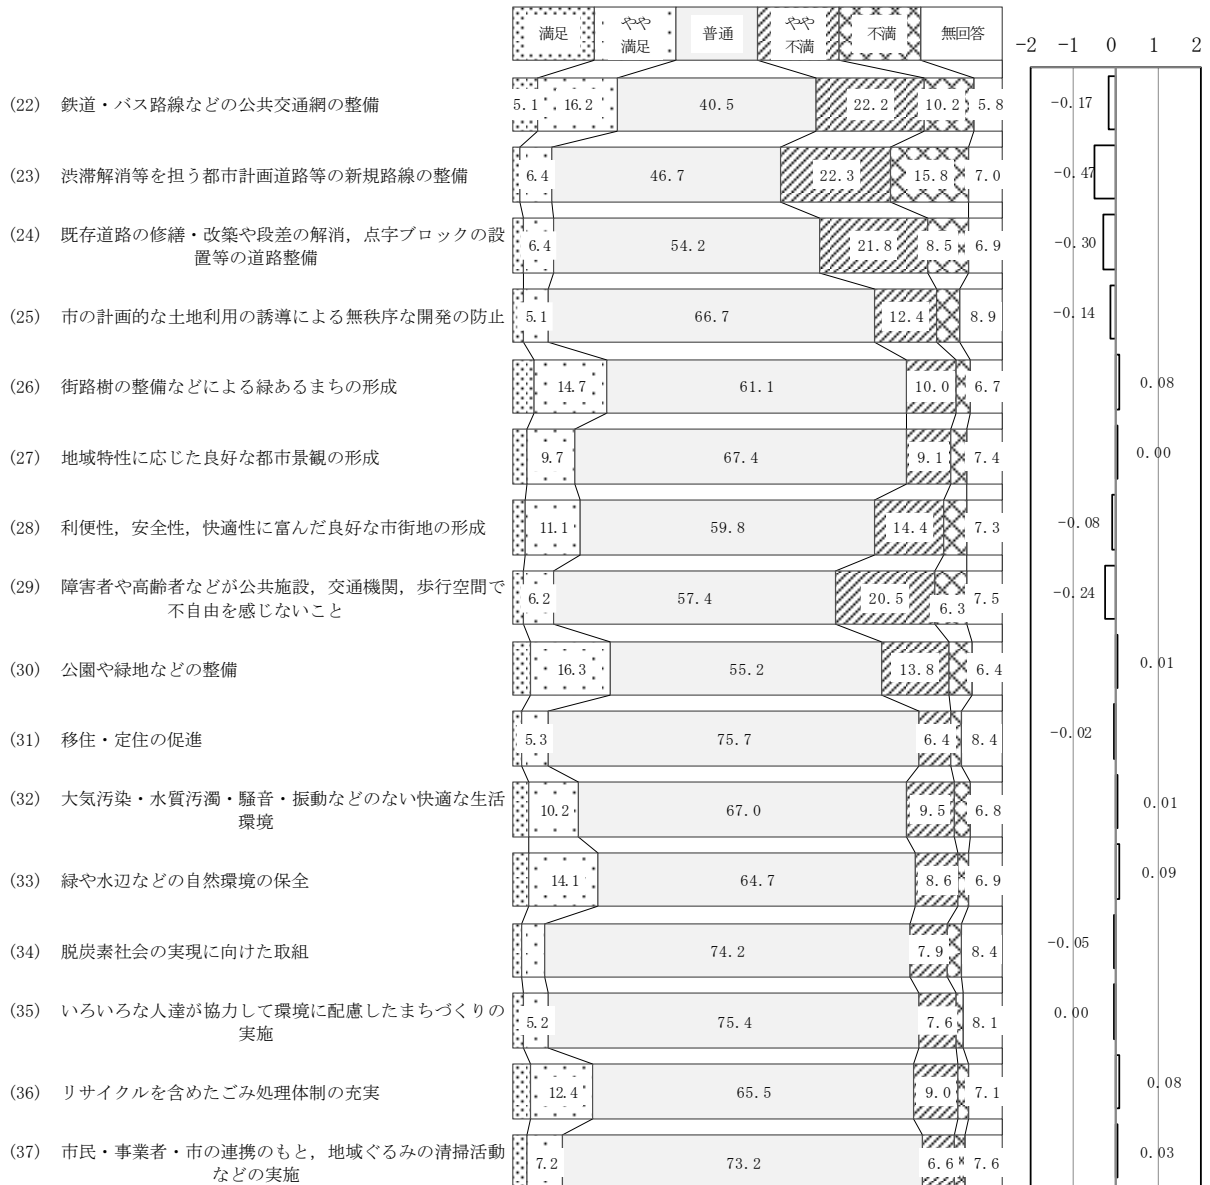 満足 やや満足 普通 やや不満 不満 無回答
-2 -1 0 1 2
(22) 鉄道・バス路線などの公共交通網の整備 5.1 16.2 40.5 22.2 10.2 5.8 -0.17
(23) 渋滞解消等を担う都市計画道路等の新規路線の整備 6.4 46.7 22.3 15.8 7.0 -0.47
(24) 既存道路の修繕・改築や段差の解消，点字ブロックの設
置等の道路整備 6.4 54.2 21.8 8.5 6.9 -0.30
(25) 市の計画的な土地利用の誘導による無秩序な開発の防止 5.1 66.7 12.4 8.9 -0.14
(26) 街路樹の整備などによる緑あるまちの形成 14.7 61.1 10.0 6.7 0.08
(27) 地域特性に応じた良好な都市景観の形成 9.7 67.4 9.1 7.4 0.00
(28) 利便性，安全性，快適性に富んだ良好な市街地の形成 11.1 59.8 14.4 7.3 -0.08
(29) 障害者や高齢者などが公共施設，交通機関，歩行空間で
不自由を感じないこと 6.2 57.4 20.5 6.3 7.5 -0.24
(30) 公園や緑地などの整備 16.3 55.2 13.8 6.4 0.01
(31) 移住・定住の促進 5.3 75.7 6.4 8.4 -0.02
(32) 大気汚染・水質汚濁・騒音・振動などのない快適な生活
環境 10.2 67.0 9.5 6.8 0.01
(33) 緑や水辺などの自然環境の保全 14.1 64.7 8.6 6.9 0.09
(34) 脱炭素社会の実現に向けた取組 74.2 7.9 8.4 -0.05
(35) いろいろな人達が協力して環境に配慮したまちづくりの
実施 5.2 75.4 7.6 8.1 0.00
(36) リサイクルを含めたごみ処理体制の充実 12.4 65.5 9.0 7.1 0.08
(37) 市民・事業者・市の連携のもと，地域ぐるみの清掃活動
などの実施 7.2 73.2 6.6 7.6 0.03